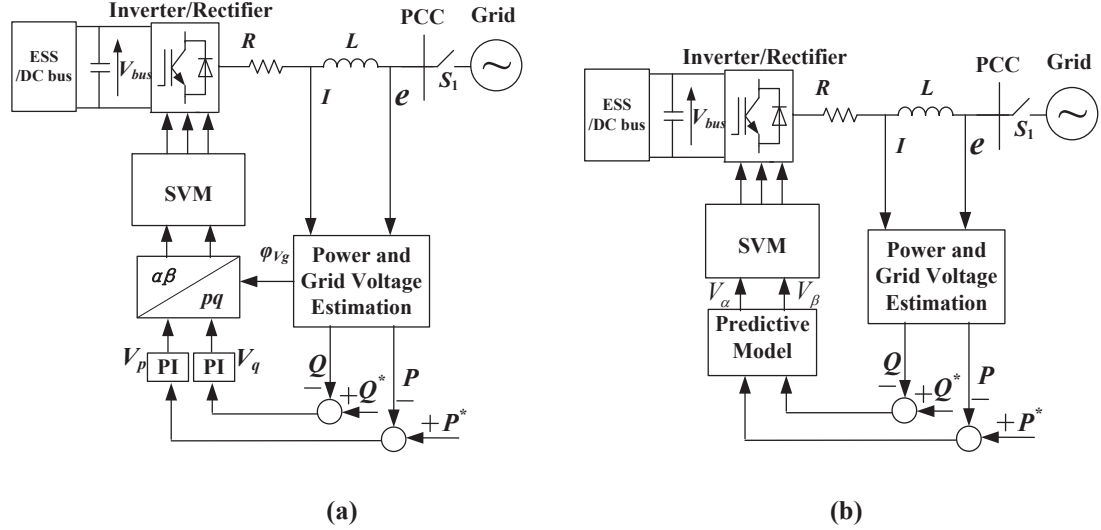 Inverter/Rectifier
PCC
Grid
ESS
/DC bus
V_bus
R
L
I
e
S_1
SVM
αβ
pq
φ_Vg
Power and
Grid Voltage
Estimation
V_p
PI
PI
V_q
Q
P
−
+Q*
−
+P*
(a)
Inverter/Rectifier
PCC
Grid
ESS
/DC bus
V_bus
R
L
I
e
S_1
SVM
V_α
V_β
Predictive
Model
Power and
Grid Voltage
Estimation
Q
P
−
+Q*
−
+P*
(b)